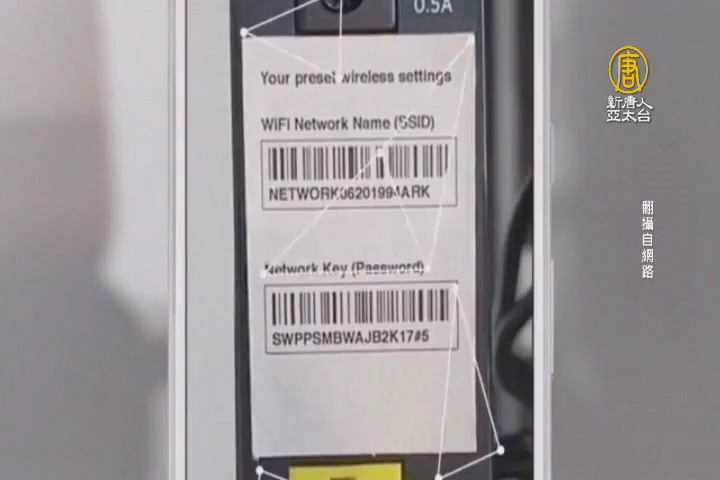 0.5A
Your preset wireless settings
WiFi Network Name (SSID)
NETWORK06201994ARK
Network Key (Password)
SWPPSMBWAJB2K17#5
唐
新唐人
亞太台
翻攝自網路